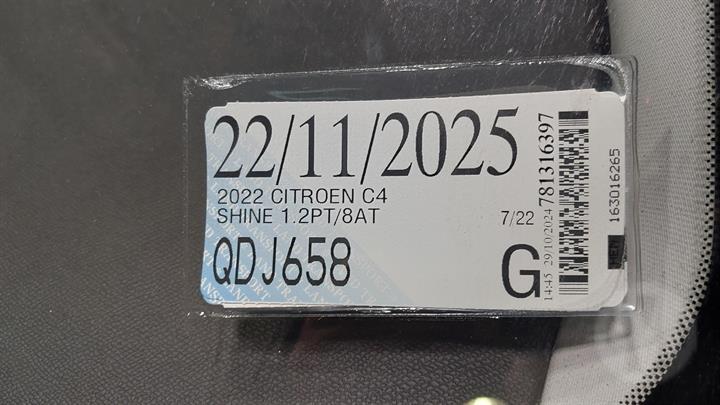 22/11/2025
2022 CITROEN C4
SHINE 1.2PT/8AT
7/22
QDJ658
G
14:45 29/10/2024
781316397
163016265